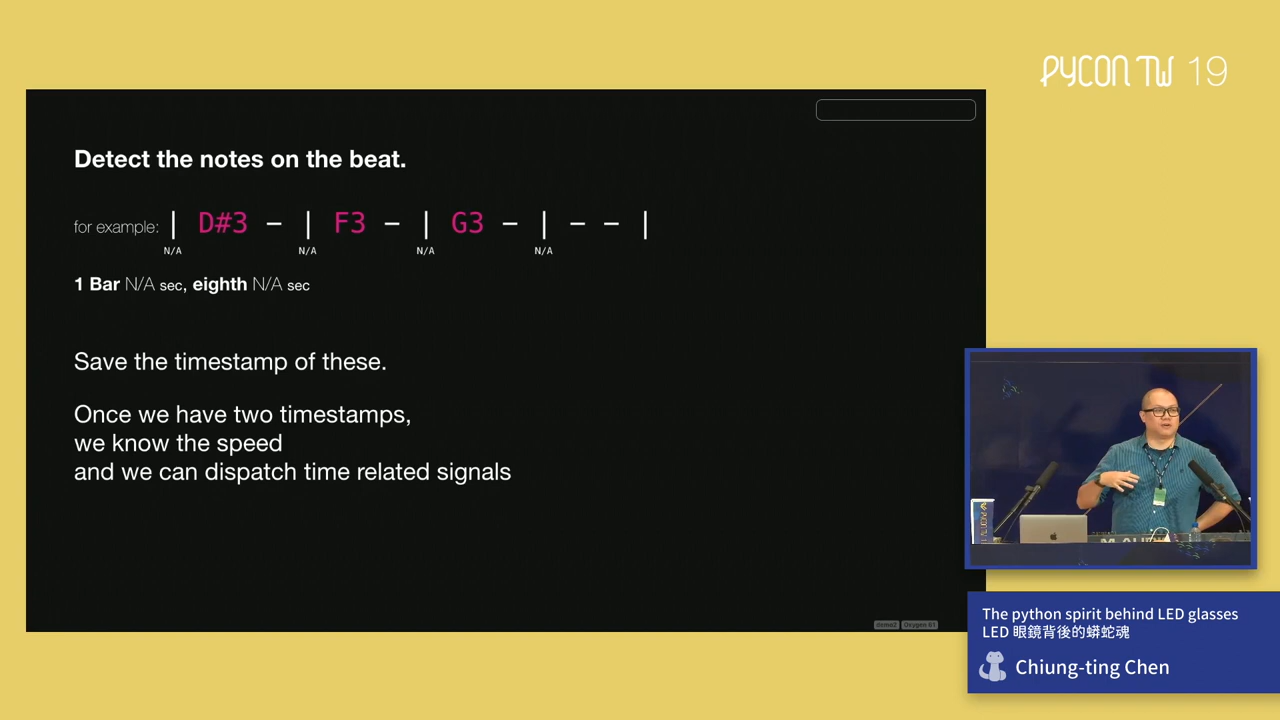 PYCON TW 19
Detect the notes on the beat.
for example: | D#3 – | F3 – | G3 – | – – |
N/A N/A N/A N/A
1 Bar N/A sec, eighth N/A sec
Save the timestamp of these.
Once we have two timestamps,
we know the speed
and we can dispatch time related signals
demo2 Oxygen 61
The python spirit behind LED glasses
LED 眼鏡背後的蟒蛇魂
Chiung-ting Chen